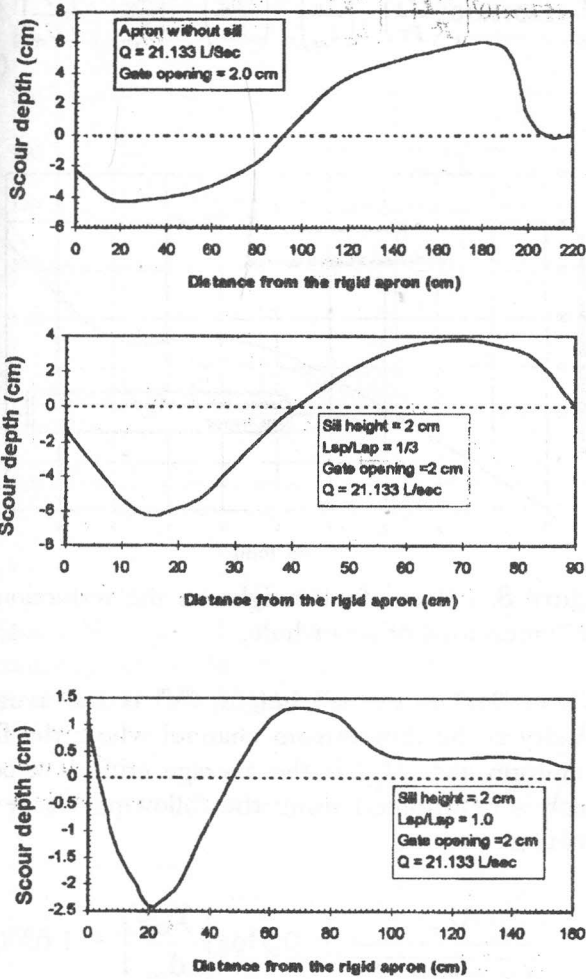 8
6
4
2
0
-2
-4
-6
Scour depth (cm)
Apron without sill
Q = 21.133 L/Sec
Gate opening = 2.0 cm
0 20 40 60 80 100 120 140 160 180 200 220
Distance from the rigid apron (cm)
4
2
0
-2
-4
-6
-8
Scour depth (cm)
Sill height = 2 cm
Lsp/Lap = 1/3
Gate opening =2 cm
Q = 21.133 L/sec
0 10 20 30 40 50 60 70 80 90
Distance from the rigid apron (cm)
1.5
1
0.5
0
-0.5
-1
-1.5
-2
-2.5
Scour depth (cm)
Sill height = 2 cm
Lsp/Lap = 1.0
Gate opening =2 cm
Q = 21.133 L/sec
0 20 40 60 80 100 120 140 160
Distance from the rigid apron (cm)